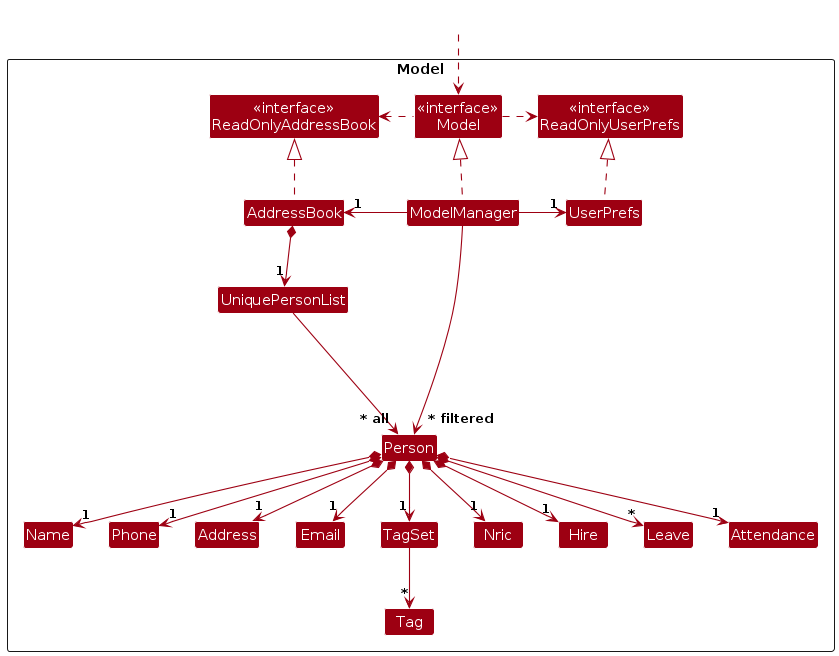 Model
«interface»
ReadOnlyAddressBook
«interface»
Model
«interface»
ReadOnlyUserPrefs
AddressBook
1
ModelManager
1
UserPrefs
1
UniquePersonList
* all
* filtered
Person
1
1
1
1
1
1
1
*
1
Name
Phone
Address
Email
TagSet
Nric
Hire
Leave
Attendance
*
Tag